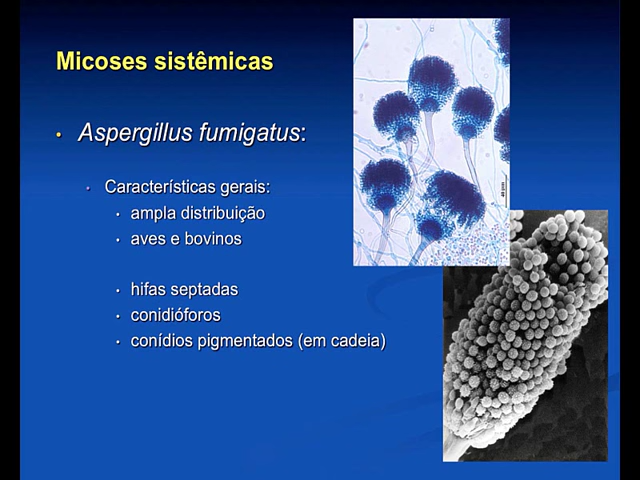 Micoses sistêmicas
• Aspergillus fumigatus:
• Características gerais:
• ampla distribuição
• aves e bovinos
• hifas septadas
• conidióforos
• conídios pigmentados (em cadeia)